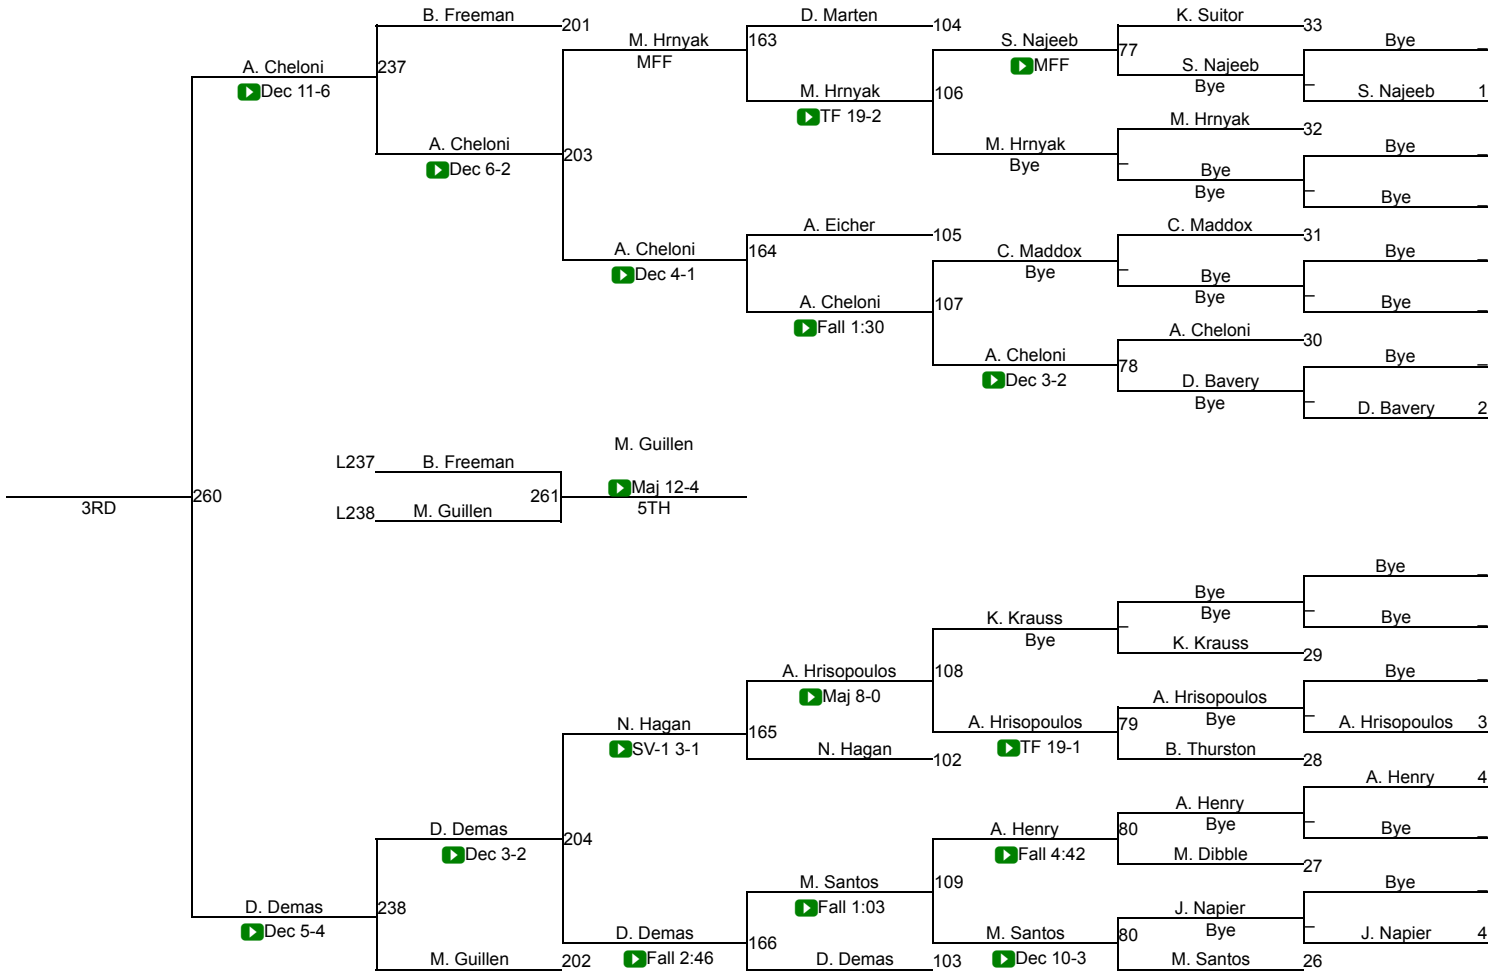 B. Freeman
201
D. Marten
104
K. Suitor
33
M. Hrnyak
163
S. Najeeb
77
Bye
MFF
A. Cheloni
237
MFF
S. Najeeb
Dec 11-6
M. Hrnyak
106
Bye
S. Najeeb 1
TF 19-2
M. Hrnyak
32
A. Cheloni
203
M. Hrnyak
Bye
Dec 6-2
Bye
Bye
Bye
Bye
A. Eicher
105
C. Maddox
31
A. Cheloni
164
C. Maddox
Bye
Dec 4-1
Bye
Bye
A. Cheloni
107
Bye
Bye
Fall 1:30
A. Cheloni
30
A. Cheloni
78
Bye
Dec 3-2
D. Bavery
Bye
D. Bavery 2
M. Guillen
L237
B. Freeman
Maj 12-4
260
261
3RD
5TH
L238
M. Guillen
Bye
Bye
K. Krauss
Bye
Bye
Bye
K. Krauss
29
A. Hrisopoulos
108
Bye
Maj 8-0
A. Hrisopoulos
N. Hagan
165
A. Hrisopoulos
79
Bye
A. Hrisopoulos 3
SV-1 3-1
N. Hagan
102
TF 19-1
B. Thurston
28
A. Henry 4
A. Henry
D. Demas
204
A. Henry
80
Bye
Bye
Dec 3-2
Fall 4:42
M. Dibble
27
M. Santos
109
Bye
D. Demas
238
Fall 1:03
J. Napier
Dec 5-4
D. Demas
166
M. Santos
80
Bye
J. Napier 4
M. Guillen
202
Fall 2:46
D. Demas
103
Dec 10-3
M. Santos
26